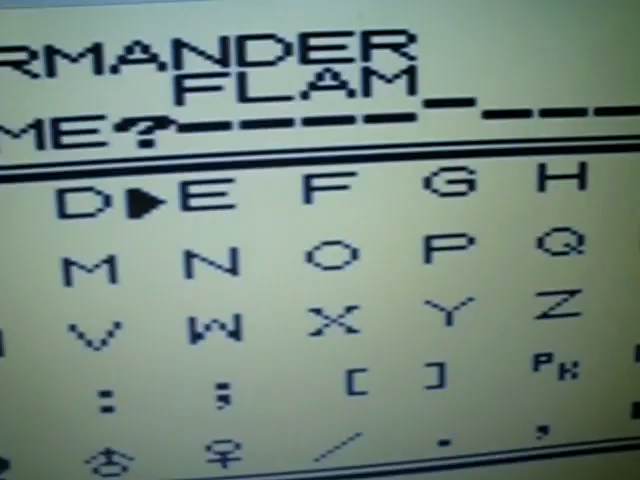 RMANDER
FLAM
ME?
D E F G H
M N O P Q
V W X Y Z
: ; [ ] PK
♂ ♀ / . ,